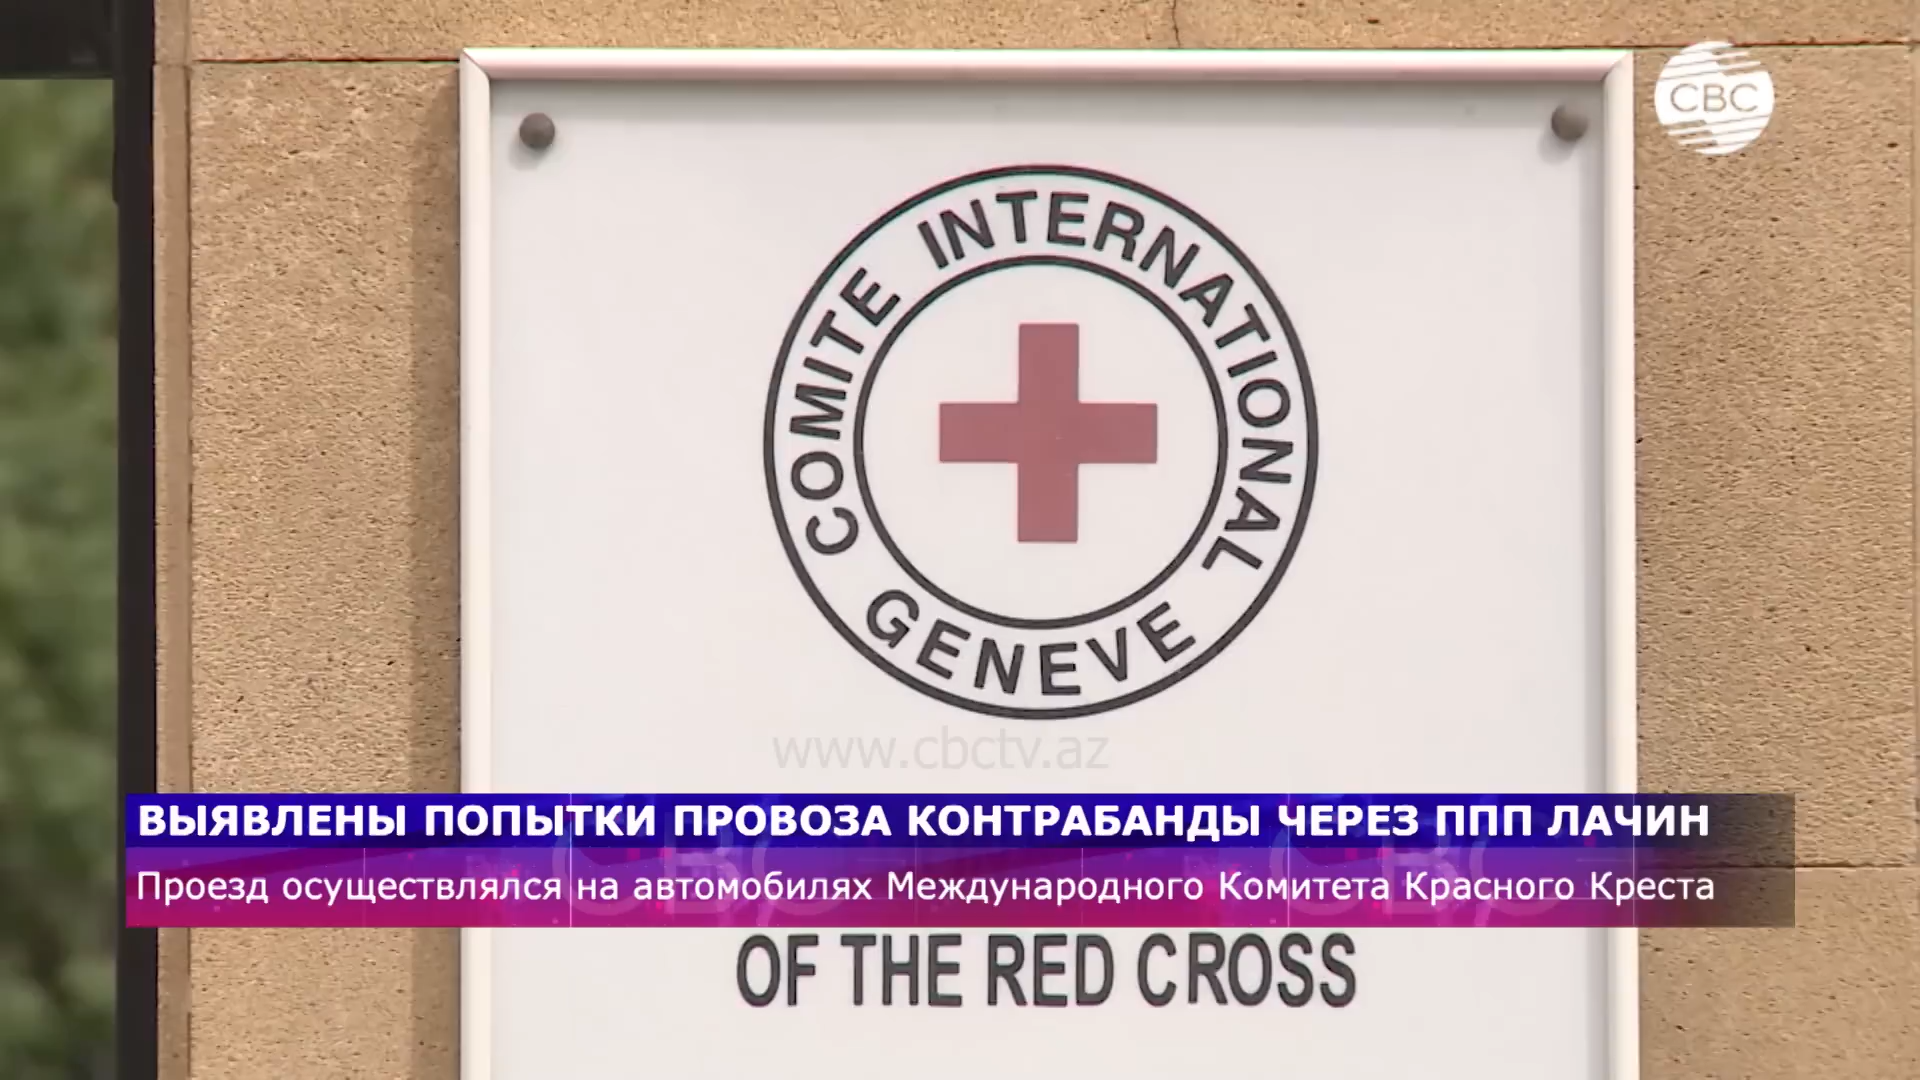 CBC
COMITE INTERNATIONAL
GENEVE
www.cbctv.az
ВЫЯВЛЕНЫ ПОПЫТКИ ПРОВОЗА КОНТРАБАНДЫ ЧЕРЕЗ ППП ЛАЧИН
Проезд осуществлялся на автомобилях Международного Комитета Красного Креста
OF THE RED CROSS